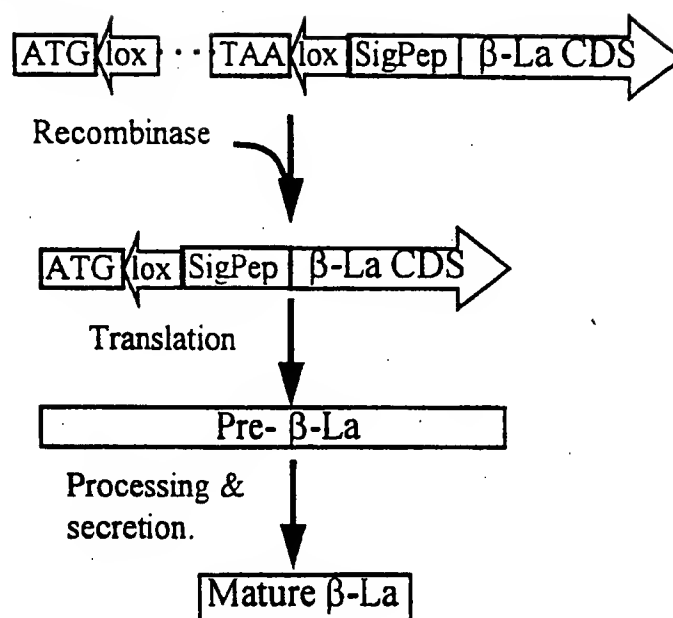 ATG lox · · · TAA lox SigPep β-La CDS
Recombinase
ATG lox SigPep β-La CDS
Translation
Pre- β-La
Processing &
secretion.
Mature β-La